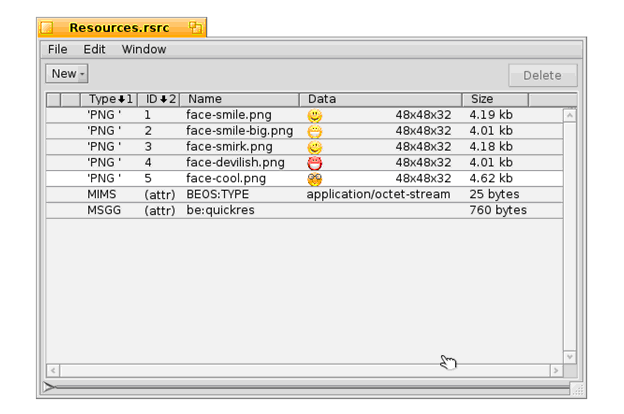 Resources.rsrc
File Edit Window
New
Delete
Type 1 ID 2 Name Data Size
'PNG ' 1 face-smile.png 48x48x32 4.19 kb
'PNG ' 2 face-smile-big.png 48x48x32 4.01 kb
'PNG ' 3 face-smirk.png 48x48x32 4.18 kb
'PNG ' 4 face-devilish.png 48x48x32 4.01 kb
'PNG ' 5 face-cool.png 48x48x32 4.62 kb
MIMS (attr) BEOS:TYPE application/octet-stream 25 bytes
MSGG (attr) be:quickres 760 bytes